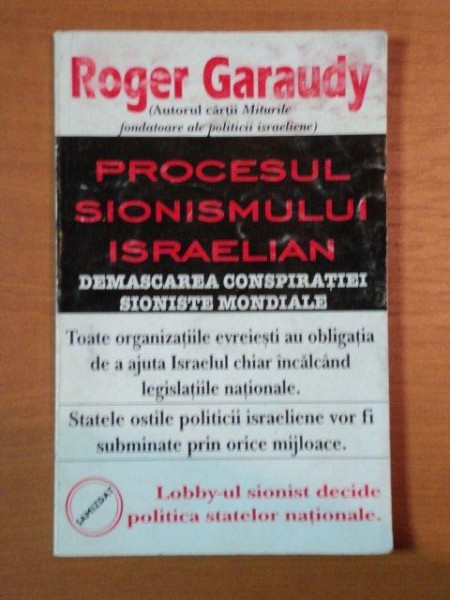 Roger Garaudy
(Autorul cărții Miturile
fondatoare ale politicii israeliene)
PROCESUL
SIONISMULUI
ISRAELIAN
DEMASCAREA CONSPIRAȚIEI
SIONISTE MONDIALE
Toate organizațiile evreiești au obligația
de a ajuta Israelul chiar încălcând
legislațiile naționale.
Statele ostile politicii israeliene vor fi
subminate prin orice mijloace.
SAMIZDAT
Lobby-ul sionist decide
politica statelor naționale.